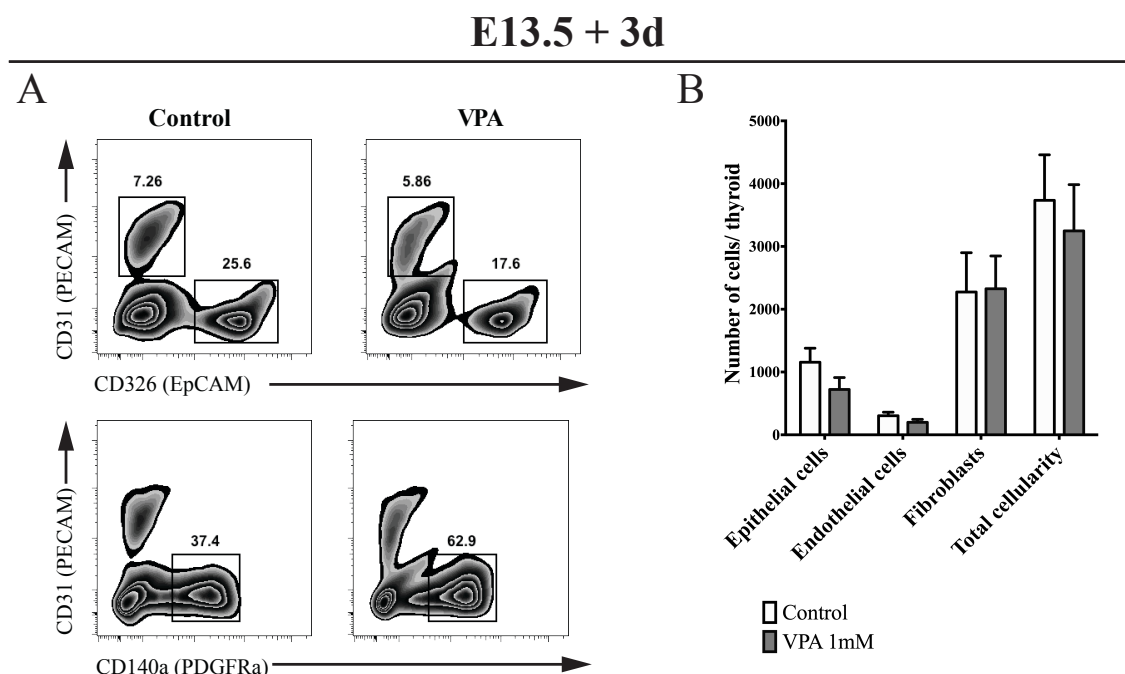 E13.5 + 3d
A
Control
VPA
7.26
5.86
25.6
17.6
CD31 (PECAM)
CD326 (EpCAM)
37.4
62.9
CD31 (PECAM)
CD140a (PDGFRa)
B
Number of cells/ thyroid
5000
4000
3000
2000
1000
0
Epithelial cells
Endothelial cells
Fibroblasts
Total cellularity
Control
VPA 1mM